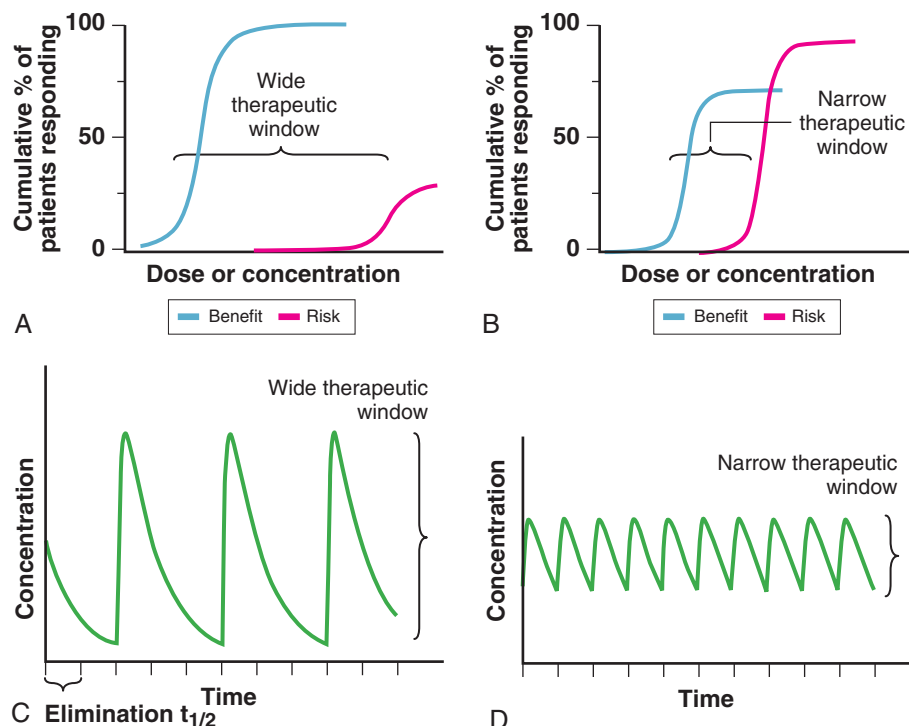 100
50
0
Cumulative % of
patients responding
Wide
therapeutic
window
Dose or concentration
A
Benefit Risk
100
50
0
Cumulative % of
patients responding
Narrow
therapeutic
window
Dose or concentration
B
Benefit Risk
Wide therapeutic
window
Concentration
Time
C Elimination t1/2
Narrow therapeutic
window
Concentration
Time
D